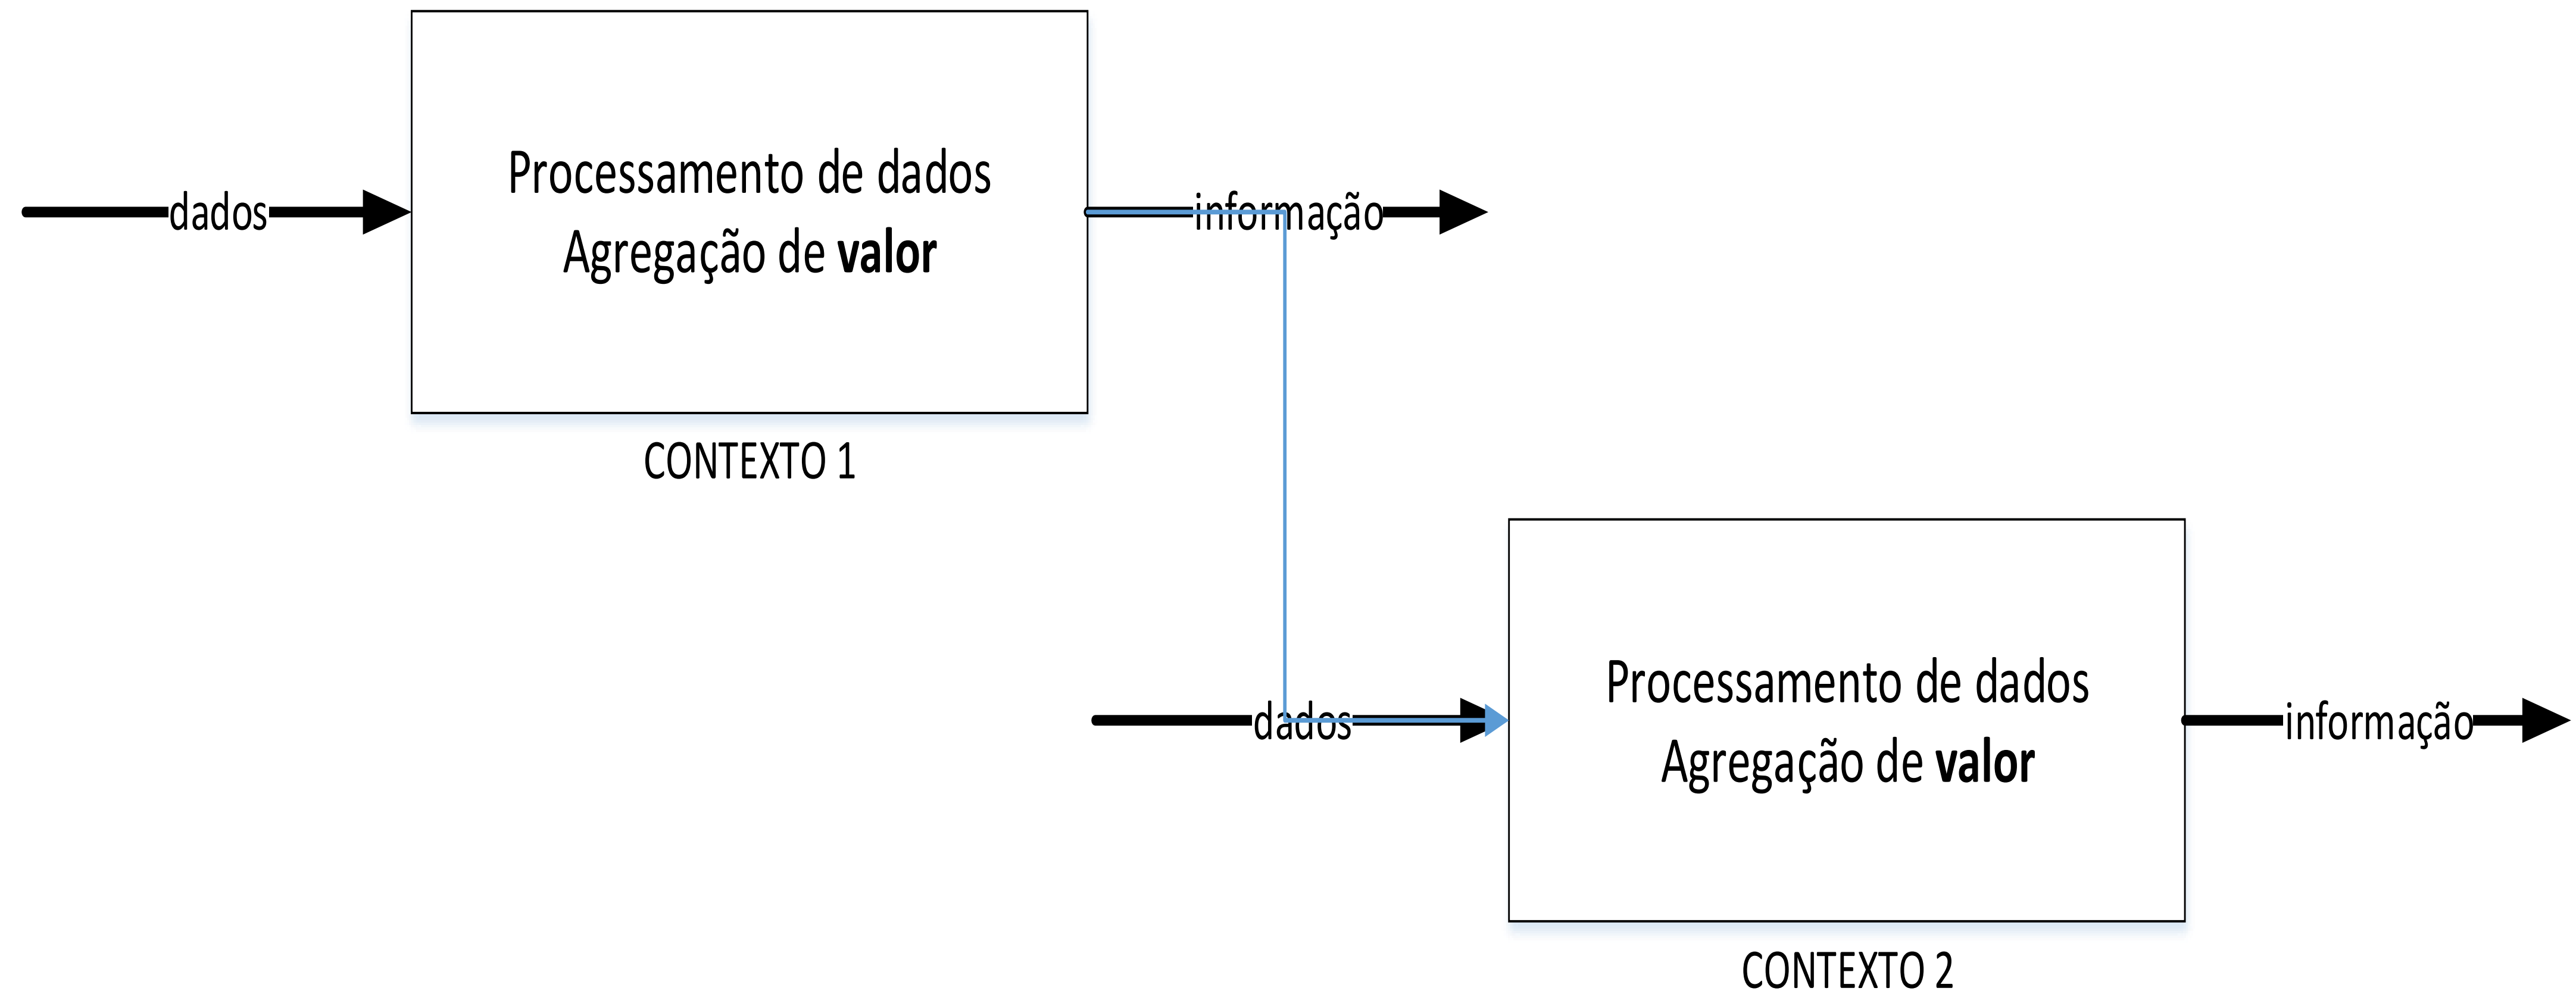 dados
Processamento de dados
Agregação de valor
informação
CONTEXTO 1
dados
Processamento de dados
Agregação de valor
informação
CONTEXTO 2